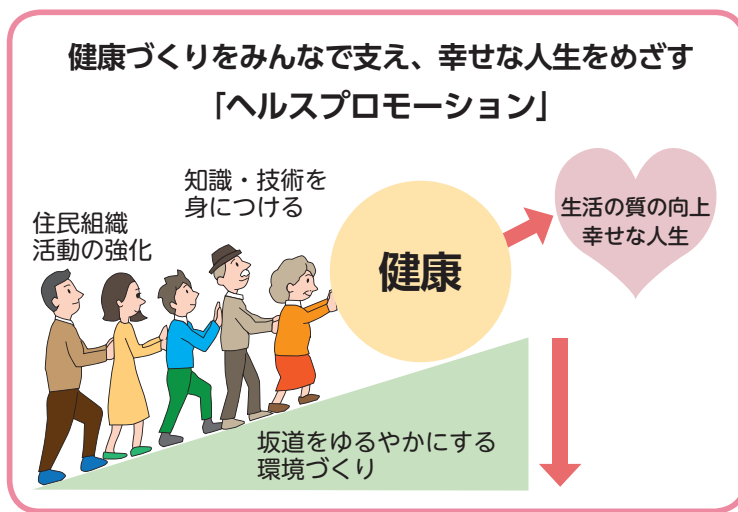 健康づくりをみんなで支え、幸せな人生をめざす
「ヘルスプロモーション」
知識・技術を
身につける
住民組織
活動の強化
健康
生活の質の向上
幸せな人生
坂道をゆるやかにする
環境づくり